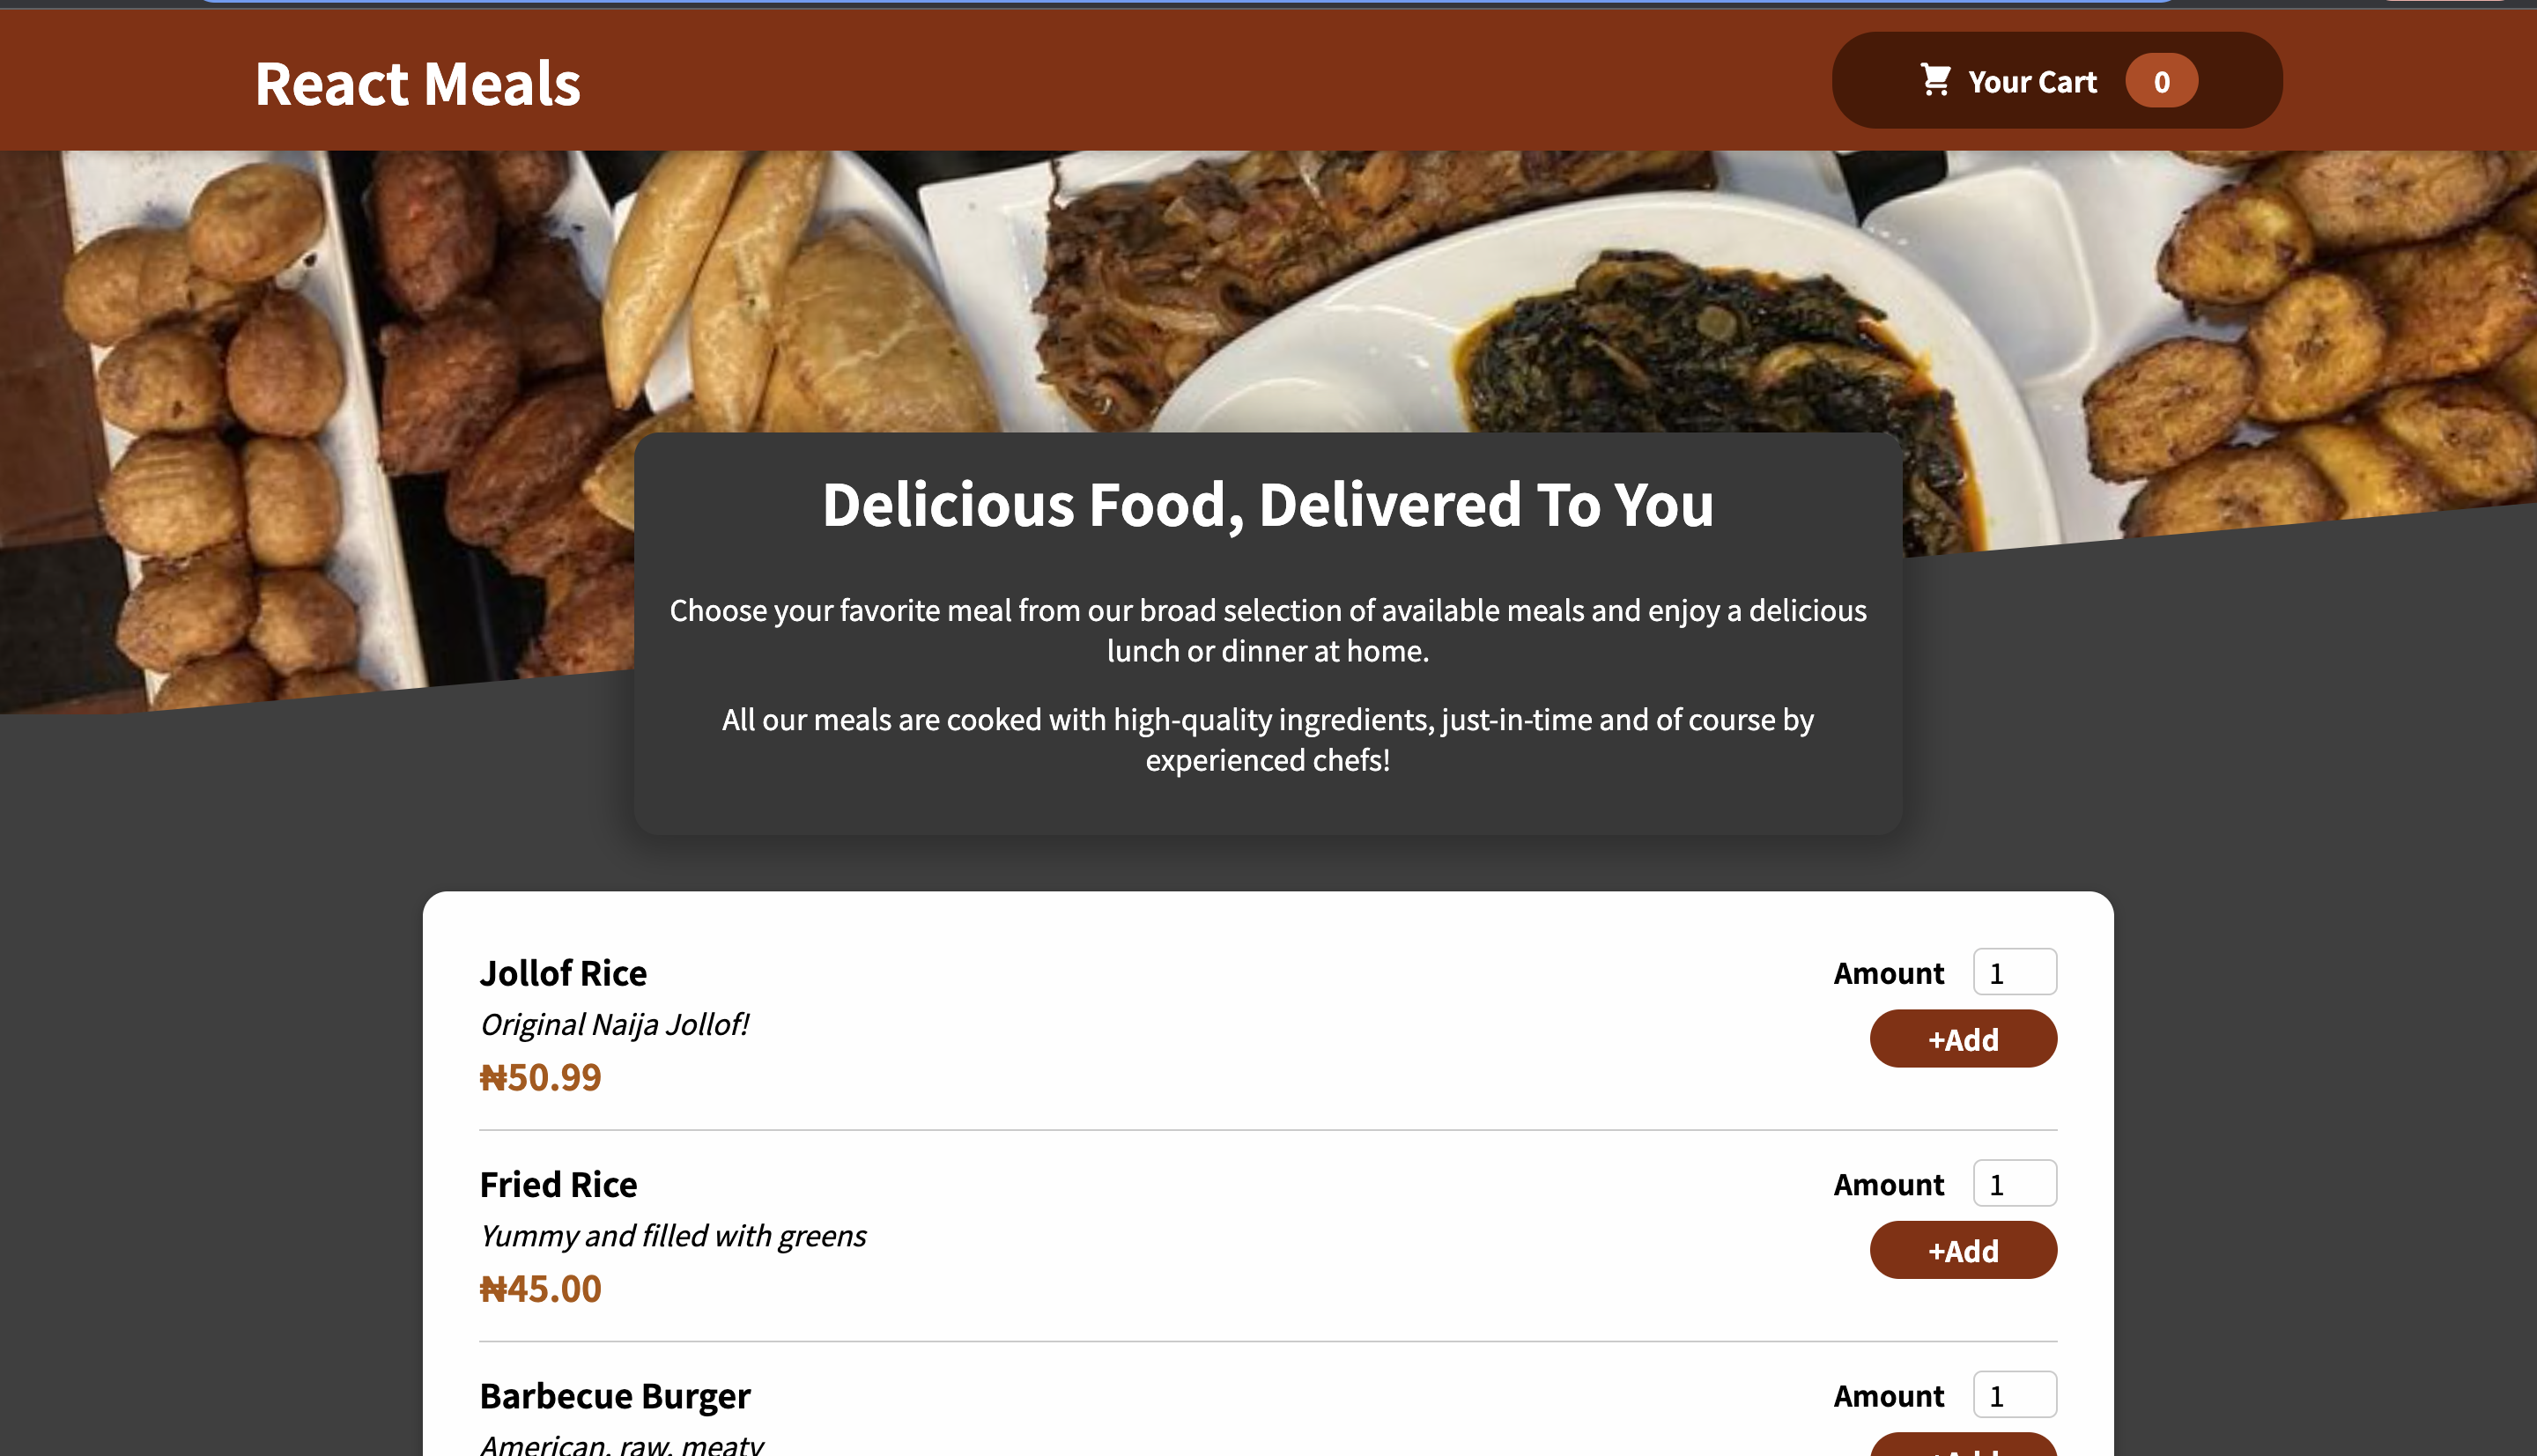 React Meals
Your Cart 0
Delicious Food, Delivered To You
Choose your favorite meal from our broad selection of available meals and enjoy a delicious
lunch or dinner at home.
All our meals are cooked with high-quality ingredients, just-in-time and of course by
experienced chefs!
Jollof Rice
Original Naija Jollof!
₦50.99
Amount 1
+Add
Fried Rice
Yummy and filled with greens
₦45.00
Amount 1
+Add
Barbecue Burger
American, raw, meaty
Amount 1
+Add